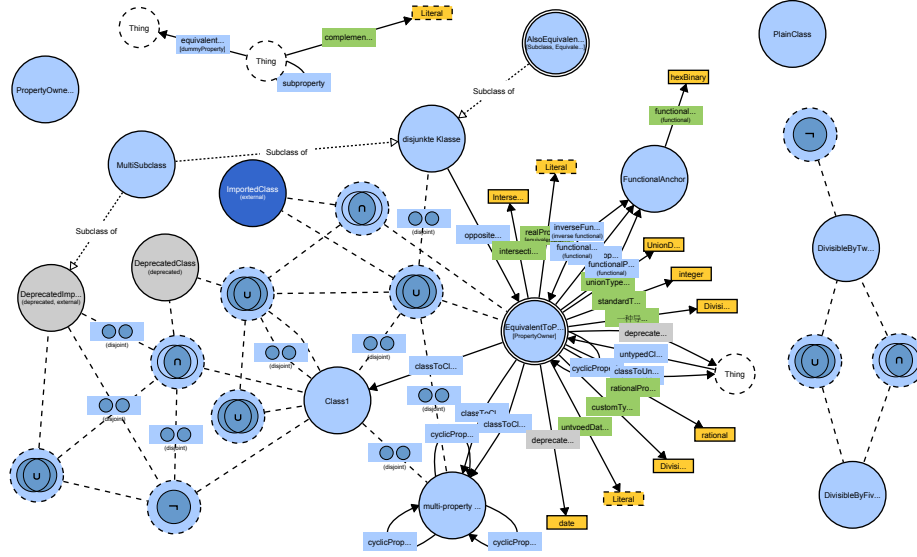 Thing
Literal
equivalent...
[dummyProperty]
complemen...
Thing
subproperty
AlsoEquivalen...
[Subclass, Equivale...
PlainClass
PropertyOwne...
hexBinary
Subclass of
functional...
(functional)
disjunkte Klasse
Subclass of
MultiSubclass
Literal
FunctionalAnchor
ImportedClass
(external)
Interse...
(disjoint)
opposite...
inverseFun...
(inverse functional)
intersecti...
functional...
(functional)
functionalP...
UnionD...
DivisibleByTw...
Subclass of
DeprecatedClass
(deprecated)
DeprecatedImp...
(deprecated, external)
unionType...
integer
standardT...
Divisi...
EquivalentToP...
[PropertyOwner]
deprecate...
(disjoint)
(disjoint)
(disjoint)
untypedCl...
classToCl...
classToUn...
Thing
rationalPro...
Class1
(disjoint)
(disjoint)
customTy...
classToCl...
untypedDat...
cyclicProp...
deprecate...
rational
(disjoint)
(disjoint)
Divisi...
multi-property ...
Literal
DivisibleByFiv...
date
cyclicProp...
cyclicProp...